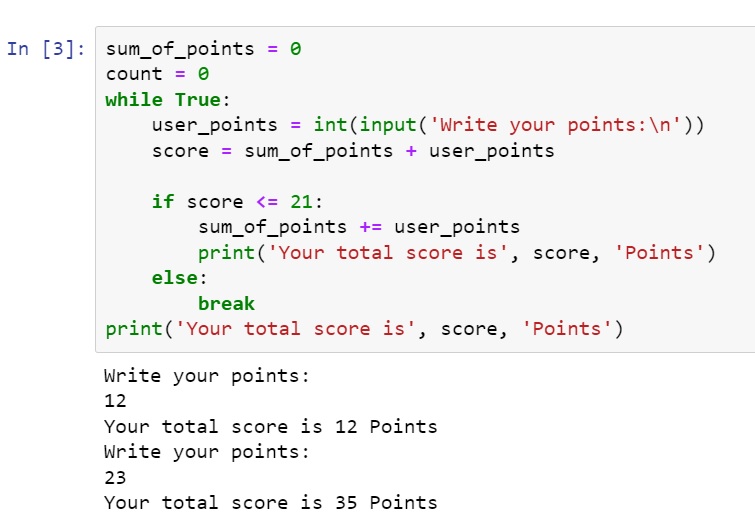 In [3]: sum_of_points = 0
count = 0
while True:
    user_points = int(input('Write your points:\n'))
    score = sum_of_points + user_points
    if score <= 21:
        sum_of_points += user_points
        print('Your total score is', score, 'Points')
    else:
        break
print('Your total score is', score, 'Points')
Write your points:
12
Your total score is 12 Points
Write your points:
23
Your total score is 35 Points